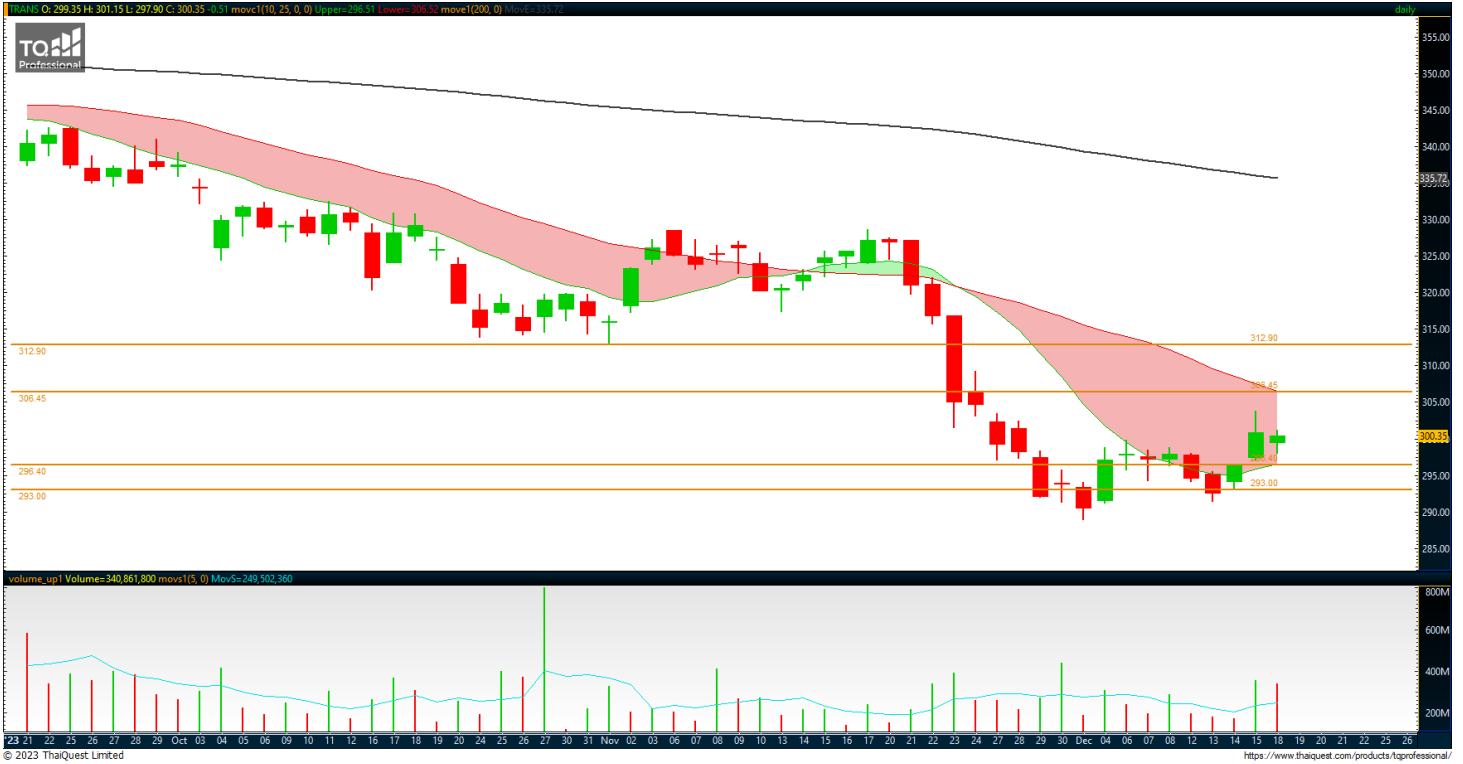 TRANS O: 299.35 H: 301.15 L: 297.90 C: 300.35 -0.51 movc1(10, 25, 0, 0) Upper=296.51 Lower=306.52 move1(200, 0) MovE=335.72 daily
TQ
Professional
355.00
350.00
345.00
340.00
335.72
330.00
325.00
320.00
315.00
312.90
312.90
310.00
306.45
305.00
300.35
296.40
295.00
293.00
293.00
290.00
285.00
volume_up1 Volume=340,861,800 movs1(5, 0) MovS=249,502,360
800M
600M
400M
200M
'23 21 22 25 26 27 28 29 Oct 03 04 05 06 09 10 11 12 16 17 18 19 20 24 25 26 27 30 31 Nov 02 03 06 07 08 09 10 13 14 15 16 17 20 21 22 23 24 27 28 29 30 Dec 04 06 07 08 12 13 14 15 18 19 20 21 22 25 26
© 2023 ThaiQuest Limited https://www.thaiquest.com/products/tqprofessional/